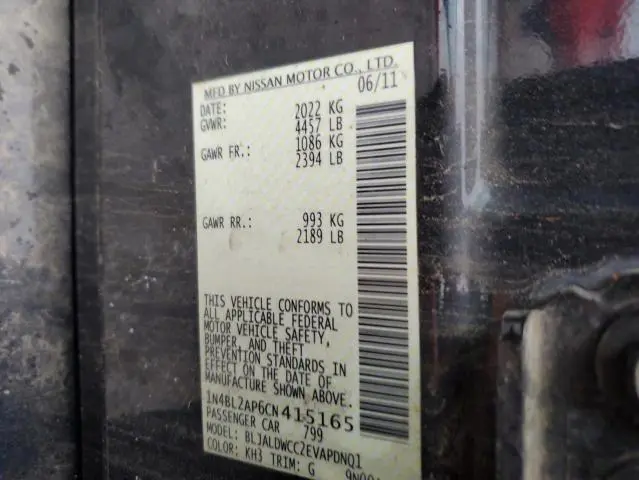 MFD BY NISSAN MOTOR CO., LTD.
DATE: 06/11
GVWR: 2022 KG
4457 LB
GAWR FR.: 1086 KG
2394 LB
GAWR RR.: 993 KG
2189 LB
THIS VEHICLE CONFORMS TO
ALL APPLICABLE FEDERAL
MOTOR VEHICLE SAFETY,
BUMPER, AND THEFT
PREVENTION STANDARDS IN
EFFECT ON THE DATE OF
MANUFACTURE SHOWN ABOVE.
1N4BL2AP6CN415165
PASSENGER CAR 799
MODEL: BLJALDWCC2EVAPDNQ1
COLOR: KH3 TRIM: G